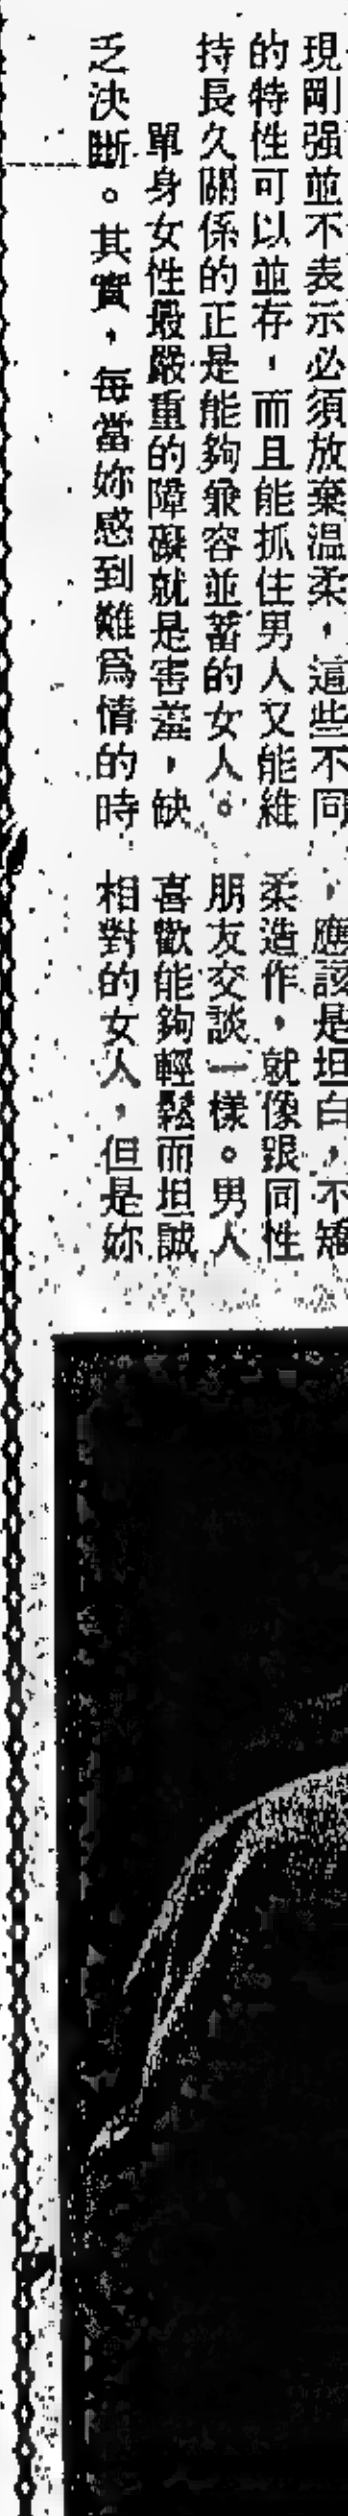 現剛强並不表示必須放棄温柔，這些不同
的特性可以並存，而且能抓住男人又能維
持長久關係的正是能夠兼容並蓄的女人。
單身女性最嚴重的障礙就是害羞，缺
乏決斷。其實，每當妳感到難爲情的時
，應該是坦白，不矯
柔造作，就像跟同性
朋友交談一樣。男人
喜歡能夠輕鬆而坦誠
相對的女人，但是妳